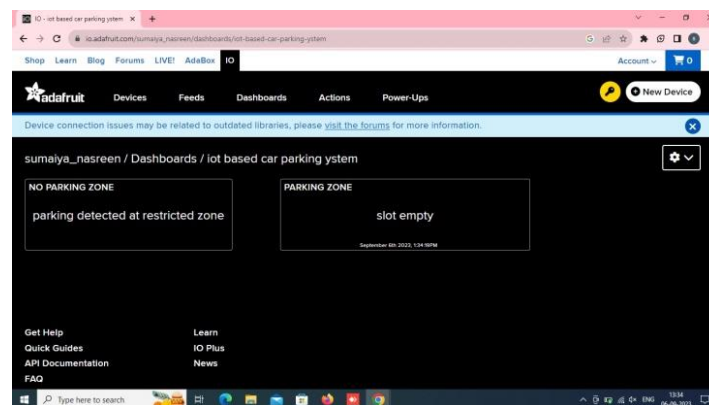 IO - iot based car parking ystem
io.adafruit.com/sumaiya_nasreen/dashboards/iot-based-car-parking-ystem
Shop Learn Blog Forums LIVE! AdaBox IO Account 0
adafruit Devices Feeds Dashboards Actions Power-Ups New Device
Device connection issues may be related to outdated libraries, please visit the forums for more information.
sumaiya_nasreen / Dashboards / iot based car parking ystem
NO PARKING ZONE PARKING ZONE
parking detected at restricted zone slot empty
September 6th 2023, 1:34:19PM
Get Help Learn
Quick Guides IO Plus
API Documentation News
FAQ
Type here to search ENG 13:34
06-09-2023